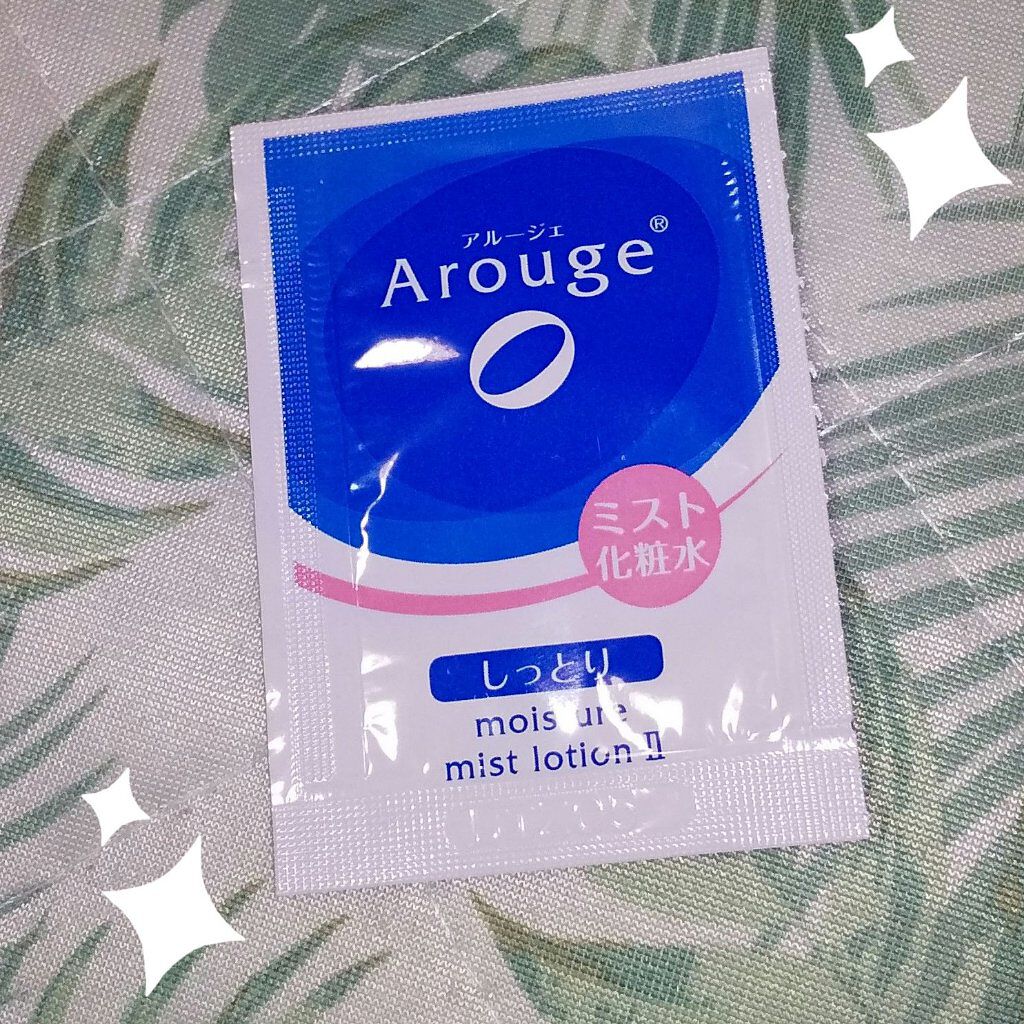 アルージェ
Arouge®
ミスト
化粧水
しっとり
moisture
mist lotion Ⅱ